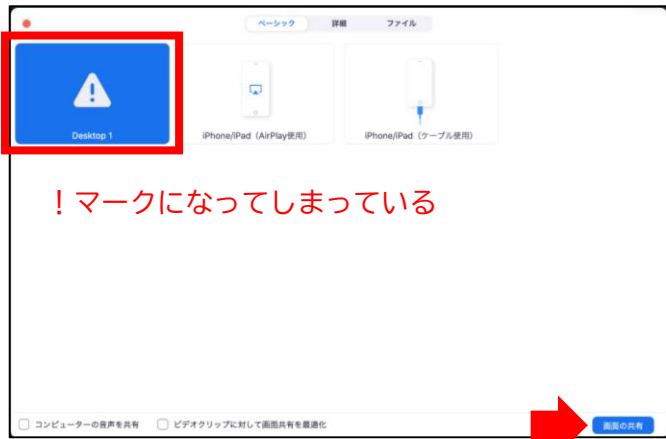 ベーシック 詳細 ファイル
Desktop 1 iPhone/iPad（AirPlay使用） iPhone/iPad（ケーブル使用）
！マークになってしまっている
コンピューターの音声を共有 ビデオクリップに対して画面共有を最適化 画面の共有